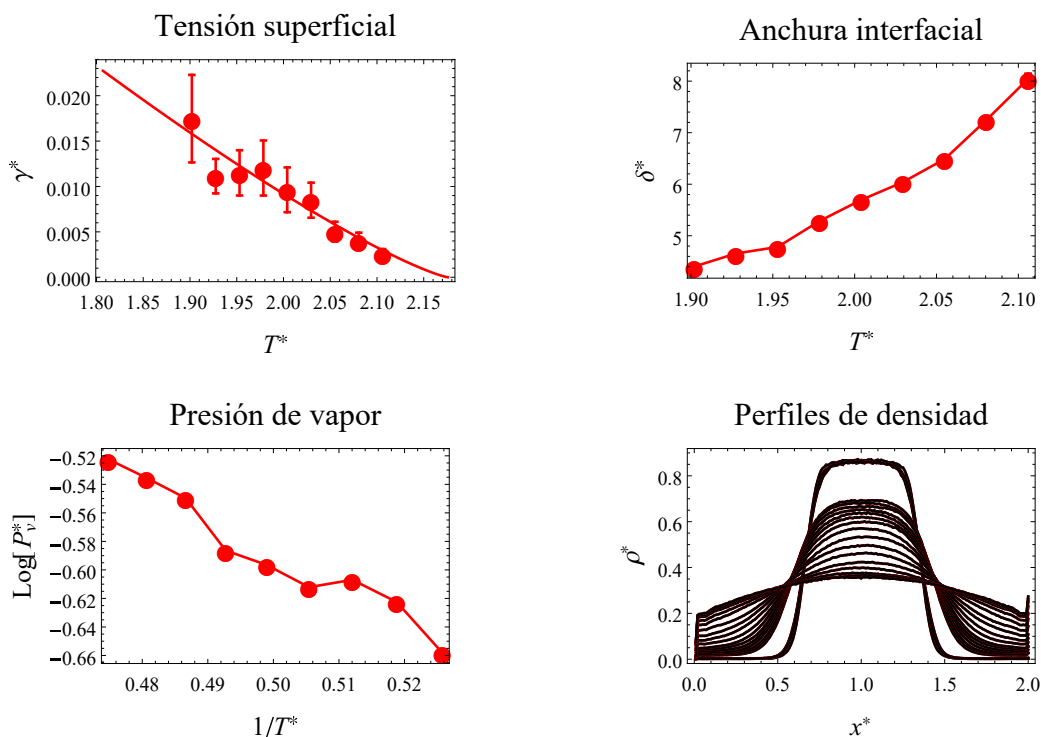 Tensión superficial
γ*
0.020
0.015
0.010
0.005
0.000
1.80 1.85 1.90 1.95 2.00 2.05 2.10 2.15
T*
Anchura interfacial
δ*
8
7
6
5
1.90 1.95 2.00 2.05 2.10
T*
Presión de vapor
Log[P*v]
−0.52
−0.54
−0.56
−0.58
−0.60
−0.62
−0.64
−0.66
0.48 0.49 0.50 0.51 0.52
1/T*
Perfiles de densidad
ρ*
0.8
0.6
0.4
0.2
0.0
0.0 0.5 1.0 1.5 2.0
x*